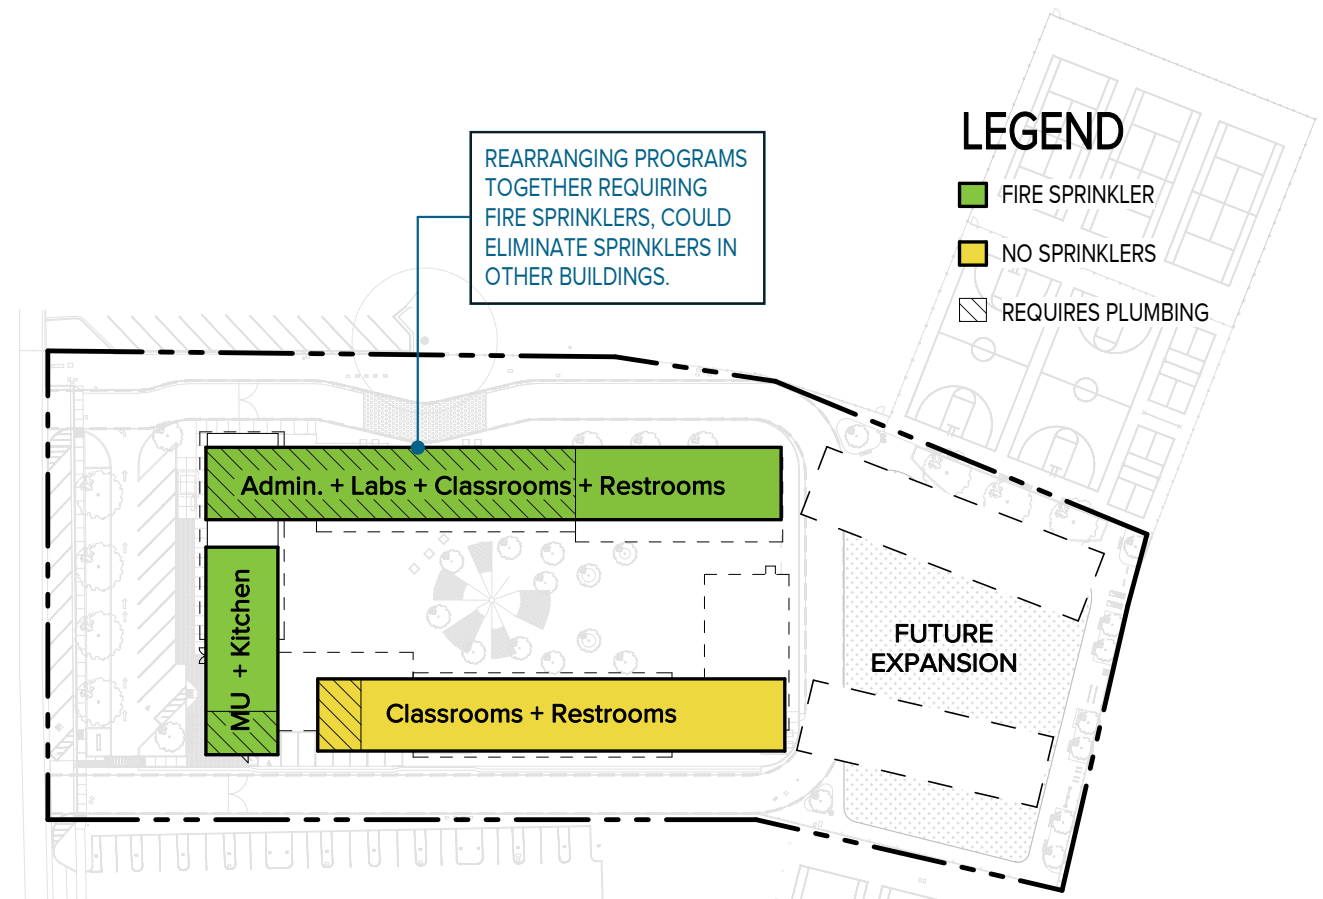 LEGEND
FIRE SPRINKLER
NO SPRINKLERS
REQUIRES PLUMBING
REARRANGING PROGRAMS
TOGETHER REQUIRING
FIRE SPRINKLERS, COULD
ELIMINATE SPRINKLERS IN
OTHER BUILDINGS.
Admin. + Labs + Classrooms + Restrooms
MU + Kitchen
Classrooms + Restrooms
FUTURE
EXPANSION